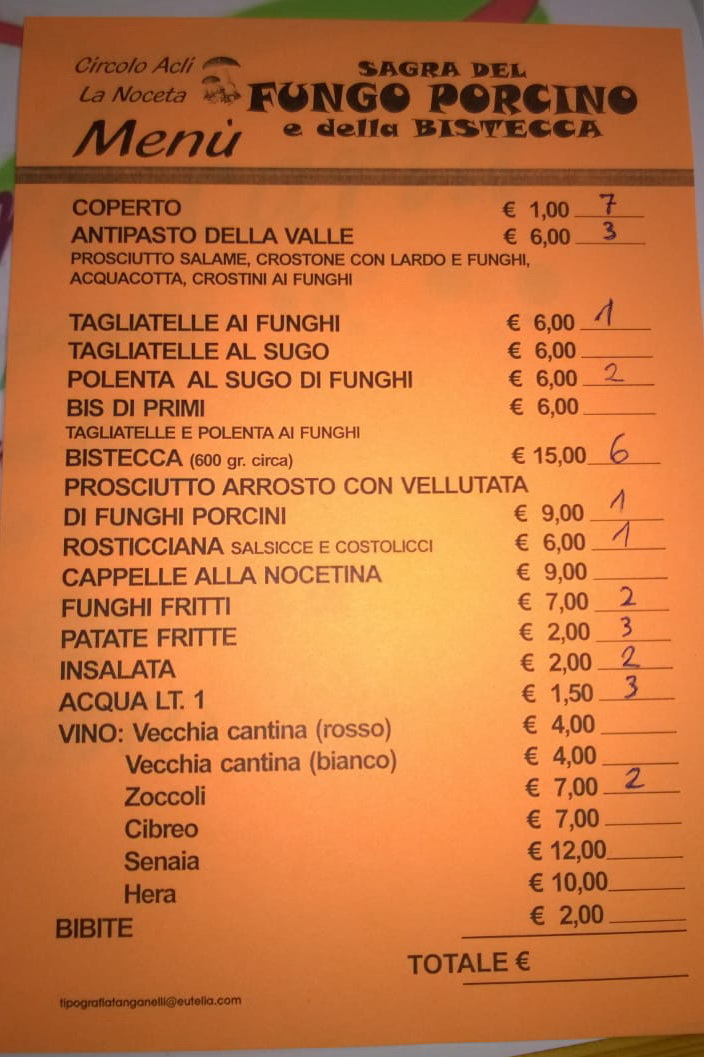 Circolo Acli
La Noceta
Menù
SAGRA DEL
FUNGO PORCINO
e della BISTECCA
COPERTO € 1,00 7
ANTIPASTO DELLA VALLE € 6,00 3
PROSCIUTTO SALAME, CROSTONE CON LARDO E FUNGHI,
ACQUACOTTA, CROSTINI AI FUNGHI
TAGLIATELLE AI FUNGHI € 6,00 1
TAGLIATELLE AL SUGO € 6,00
POLENTA AL SUGO DI FUNGHI € 6,00 2
BIS DI PRIMI € 6,00
TAGLIATELLE E POLENTA AI FUNGHI
BISTECCA (600 gr. circa) € 15,00 6
PROSCIUTTO ARROSTO CON VELLUTATA
DI FUNGHI PORCINI € 9,00 1
ROSTICCIANA SALSICCE E COSTOLICCI € 6,00 1
CAPPELLE ALLA NOCETINA € 9,00
FUNGHI FRITTI € 7,00 2
PATATE FRITTE € 2,00 3
INSALATA € 2,00 2
ACQUA LT. 1 € 1,50 3
VINO: Vecchia cantina (rosso) € 4,00
Vecchia cantina (bianco) € 4,00
Zoccoli € 7,00 2
Cibreo € 7,00
Senaia € 12,00
Hera € 10,00
BIBITE € 2,00
TOTALE €
tipografiatanganelli@eutelia.com